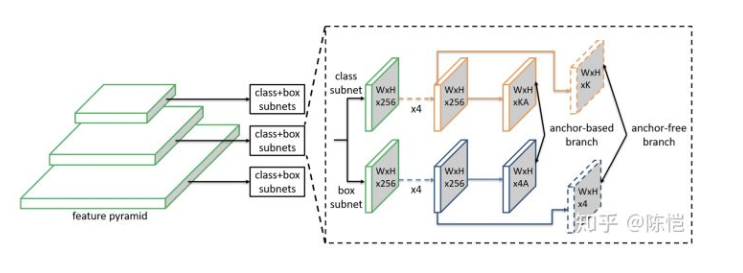 class+box
subnets
class+box
subnets
class+box
subnets
feature pyramid
class
subnet
WxH
x256
x4
WxH
x256
WxH
xKA
WxH
xK
anchor-based
branch
anchor-free
branch
box
subnet
WxH
x256
x4
WxH
x256
WxH
x4A
WxH
x4
知乎 @陈恺